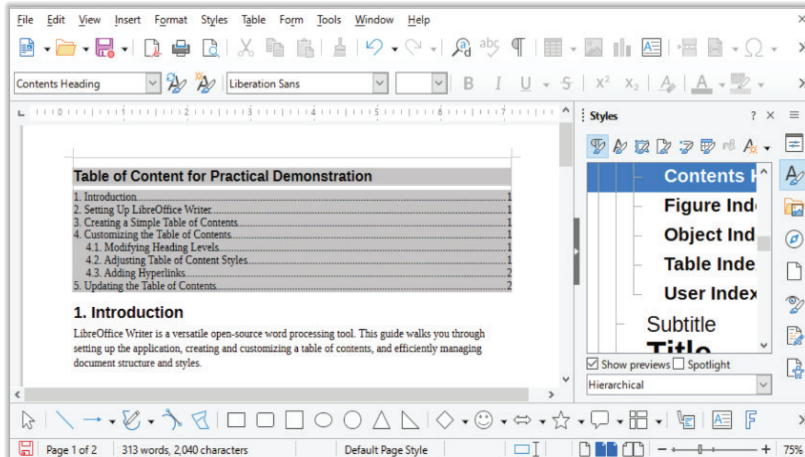 File Edit View Insert Format Styles Table Form Tools Window Help
Contents Heading Liberation Sans
Styles
Table of Content for Practical Demonstration
1. Introduction 1
2. Setting Up LibreOffice Writer 1
3. Creating a Simple Table of Contents 1
4. Customizing the Table of Contents 1
4.1. Modifying Heading Levels 1
4.2. Adjusting Table of Content Styles 1
4.3. Adding Hyperlinks 2
5. Updating the Table of Contents 2
1. Introduction
LibreOffice Writer is a versatile open-source word processing tool. This guide walks you through
setting up the application, creating and customizing a table of contents, and efficiently managing
document structure and styles.
Contents H
Figure Ind
Object Ind
Table Inde
User Index
Subtitle
Title
Show previews Spotlight
Hierarchical
Page 1 of 2 313 words, 2,040 characters Default Page Style 75%